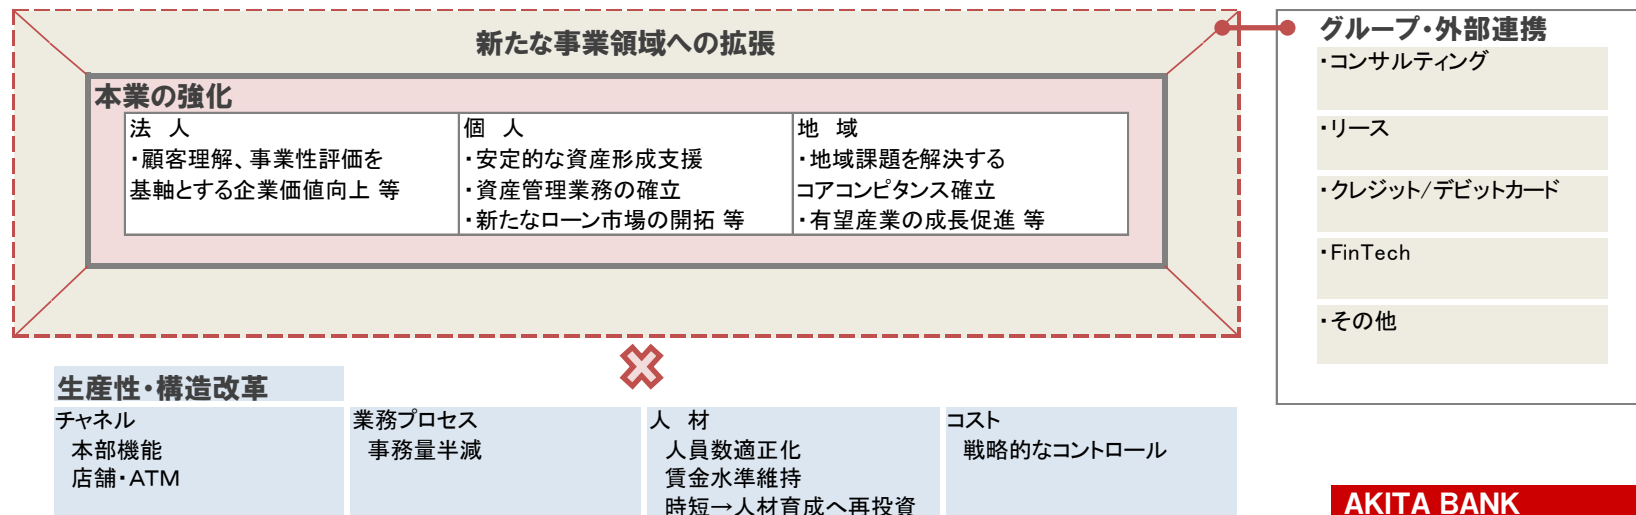 新たな事業領域への拡張
本業の強化
法 人
・顧客理解、事業性評価を
基軸とする企業価値向上 等
個 人
・安定的な資産形成支援
・資産管理業務の確立
・新たなローン市場の開拓 等
地 域
・地域課題を解決する
コアコンピタンス確立
・有望産業の成長促進 等
グループ・外部連携
・コンサルティング
・リース
・クレジット/デビットカード
・FinTech
・その他
生産性・構造改革
チャネル
本部機能
店舗・ATM
業務プロセス
事務量半減
人 材
人員数適正化
賃金水準維持
時短→人材育成へ再投資
コスト
戦略的なコントロール
AKITA BANK